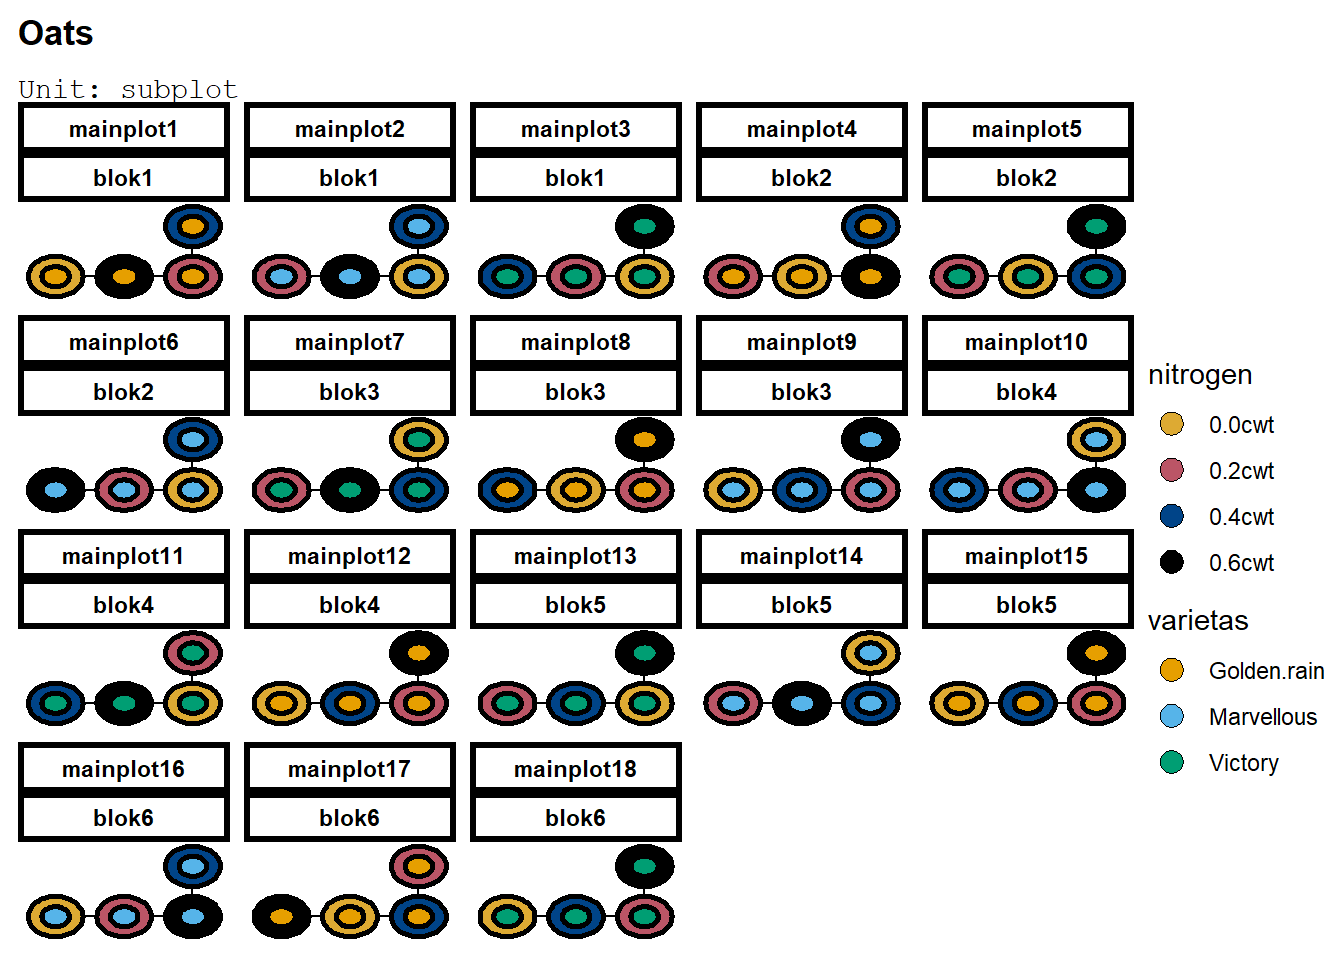 Oats
Unit: subplot
mainplot1 mainplot2 mainplot3 mainplot4 mainplot5
blok1 blok1 blok1 blok2 blok2
mainplot6 mainplot7 mainplot8 mainplot9 mainplot10
blok2 blok3 blok3 blok3 blok4
mainplot11 mainplot12 mainplot13 mainplot14 mainplot15
blok4 blok4 blok5 blok5 blok5
mainplot16 mainplot17 mainplot18
blok6 blok6 blok6
nitrogen
0.0cwt
0.2cwt
0.4cwt
0.6cwt
varietas
Golden.rain
Marvellous
Victory